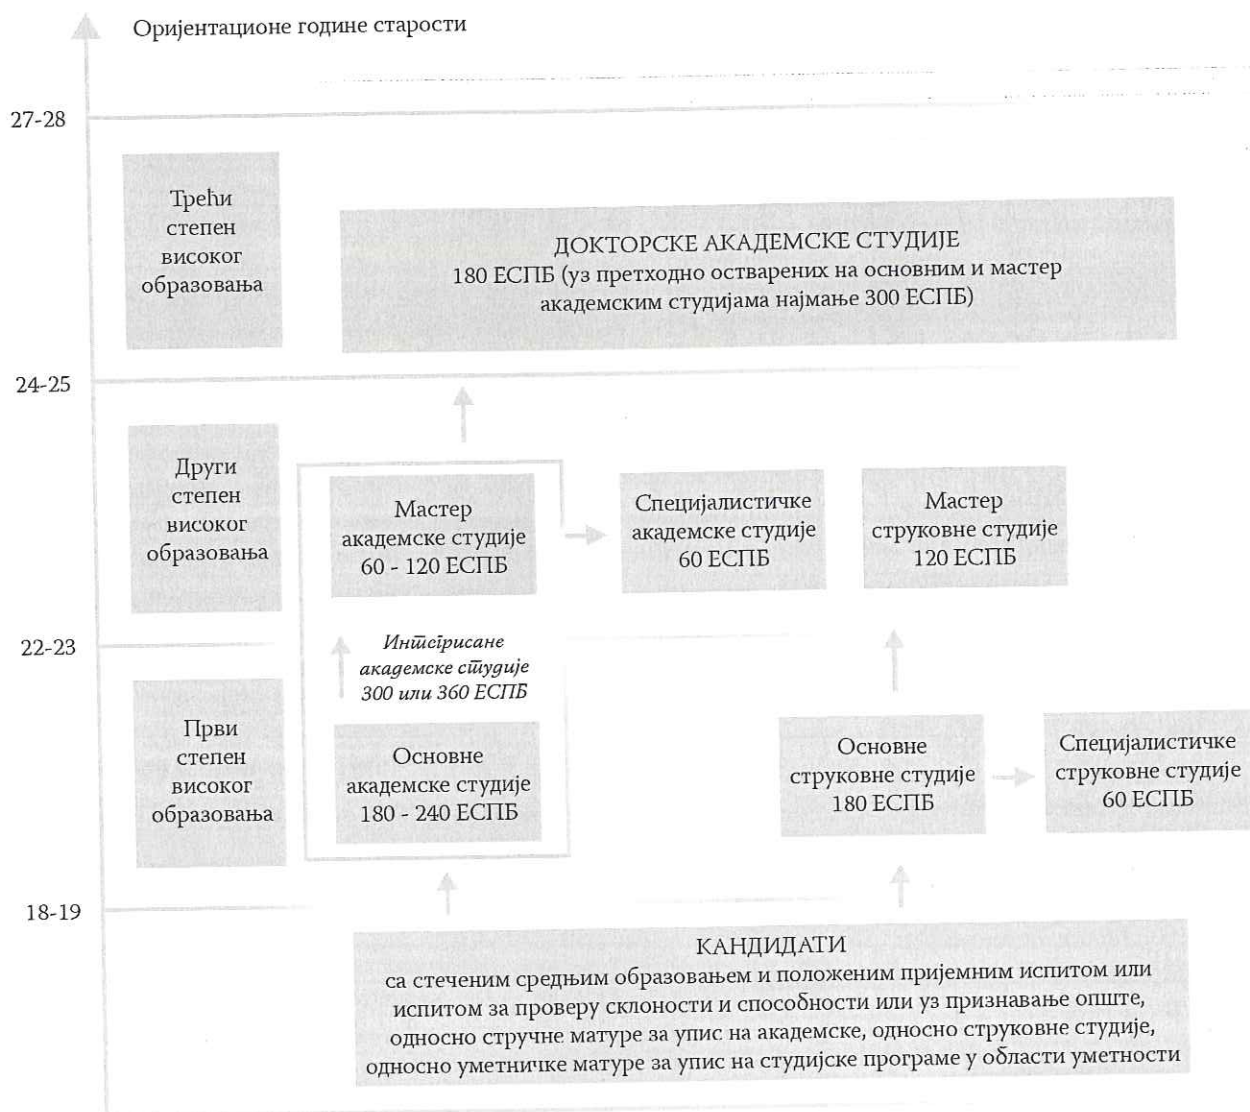 Оријентационе године старости
27-28
Трећи
степен
високог
образовања
ДОКТОРСКЕ АКАДЕМСКЕ СТУДИЈЕ
180 ЕСПБ (уз претходно остварених на основним и мастер
академским студијама најмање 300 ЕСПБ)
24-25
Други
степен
високог
образовања
Мастер
академске студије
60 - 120 ЕСПБ
Специјалистичке
академске студије
60 ЕСПБ
Мастер
струковне студије
120 ЕСПБ
22-23
Интегрисане
академске студије
300 или 360 ЕСПБ
Први
степен
високог
образовања
Основне
академске студије
180 - 240 ЕСПБ
Основне
струковне студије
180 ЕСПБ
Специјалистичке
струковне студије
60 ЕСПБ
18-19
КАНДИДАТИ
са стеченим средњим образовањем и положеним пријемним испитом или
испитом за проверу склоности и способности или уз признавање опште,
односно стручне матуре за упис на академске, односно струковне студије,
односно уметничке матуре за упис на студијске програме у области уметности